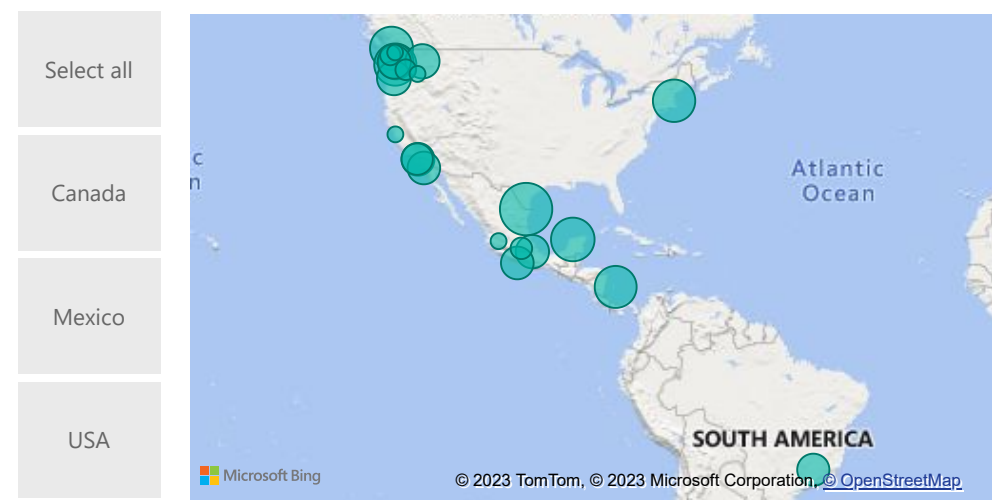 Select all
Canada
Mexico
USA
c
n
Atlantic
Ocean
SOUTH AMERICA
Microsoft Bing
© 2023 TomTom, © 2023 Microsoft Corporation, © OpenStreetMap